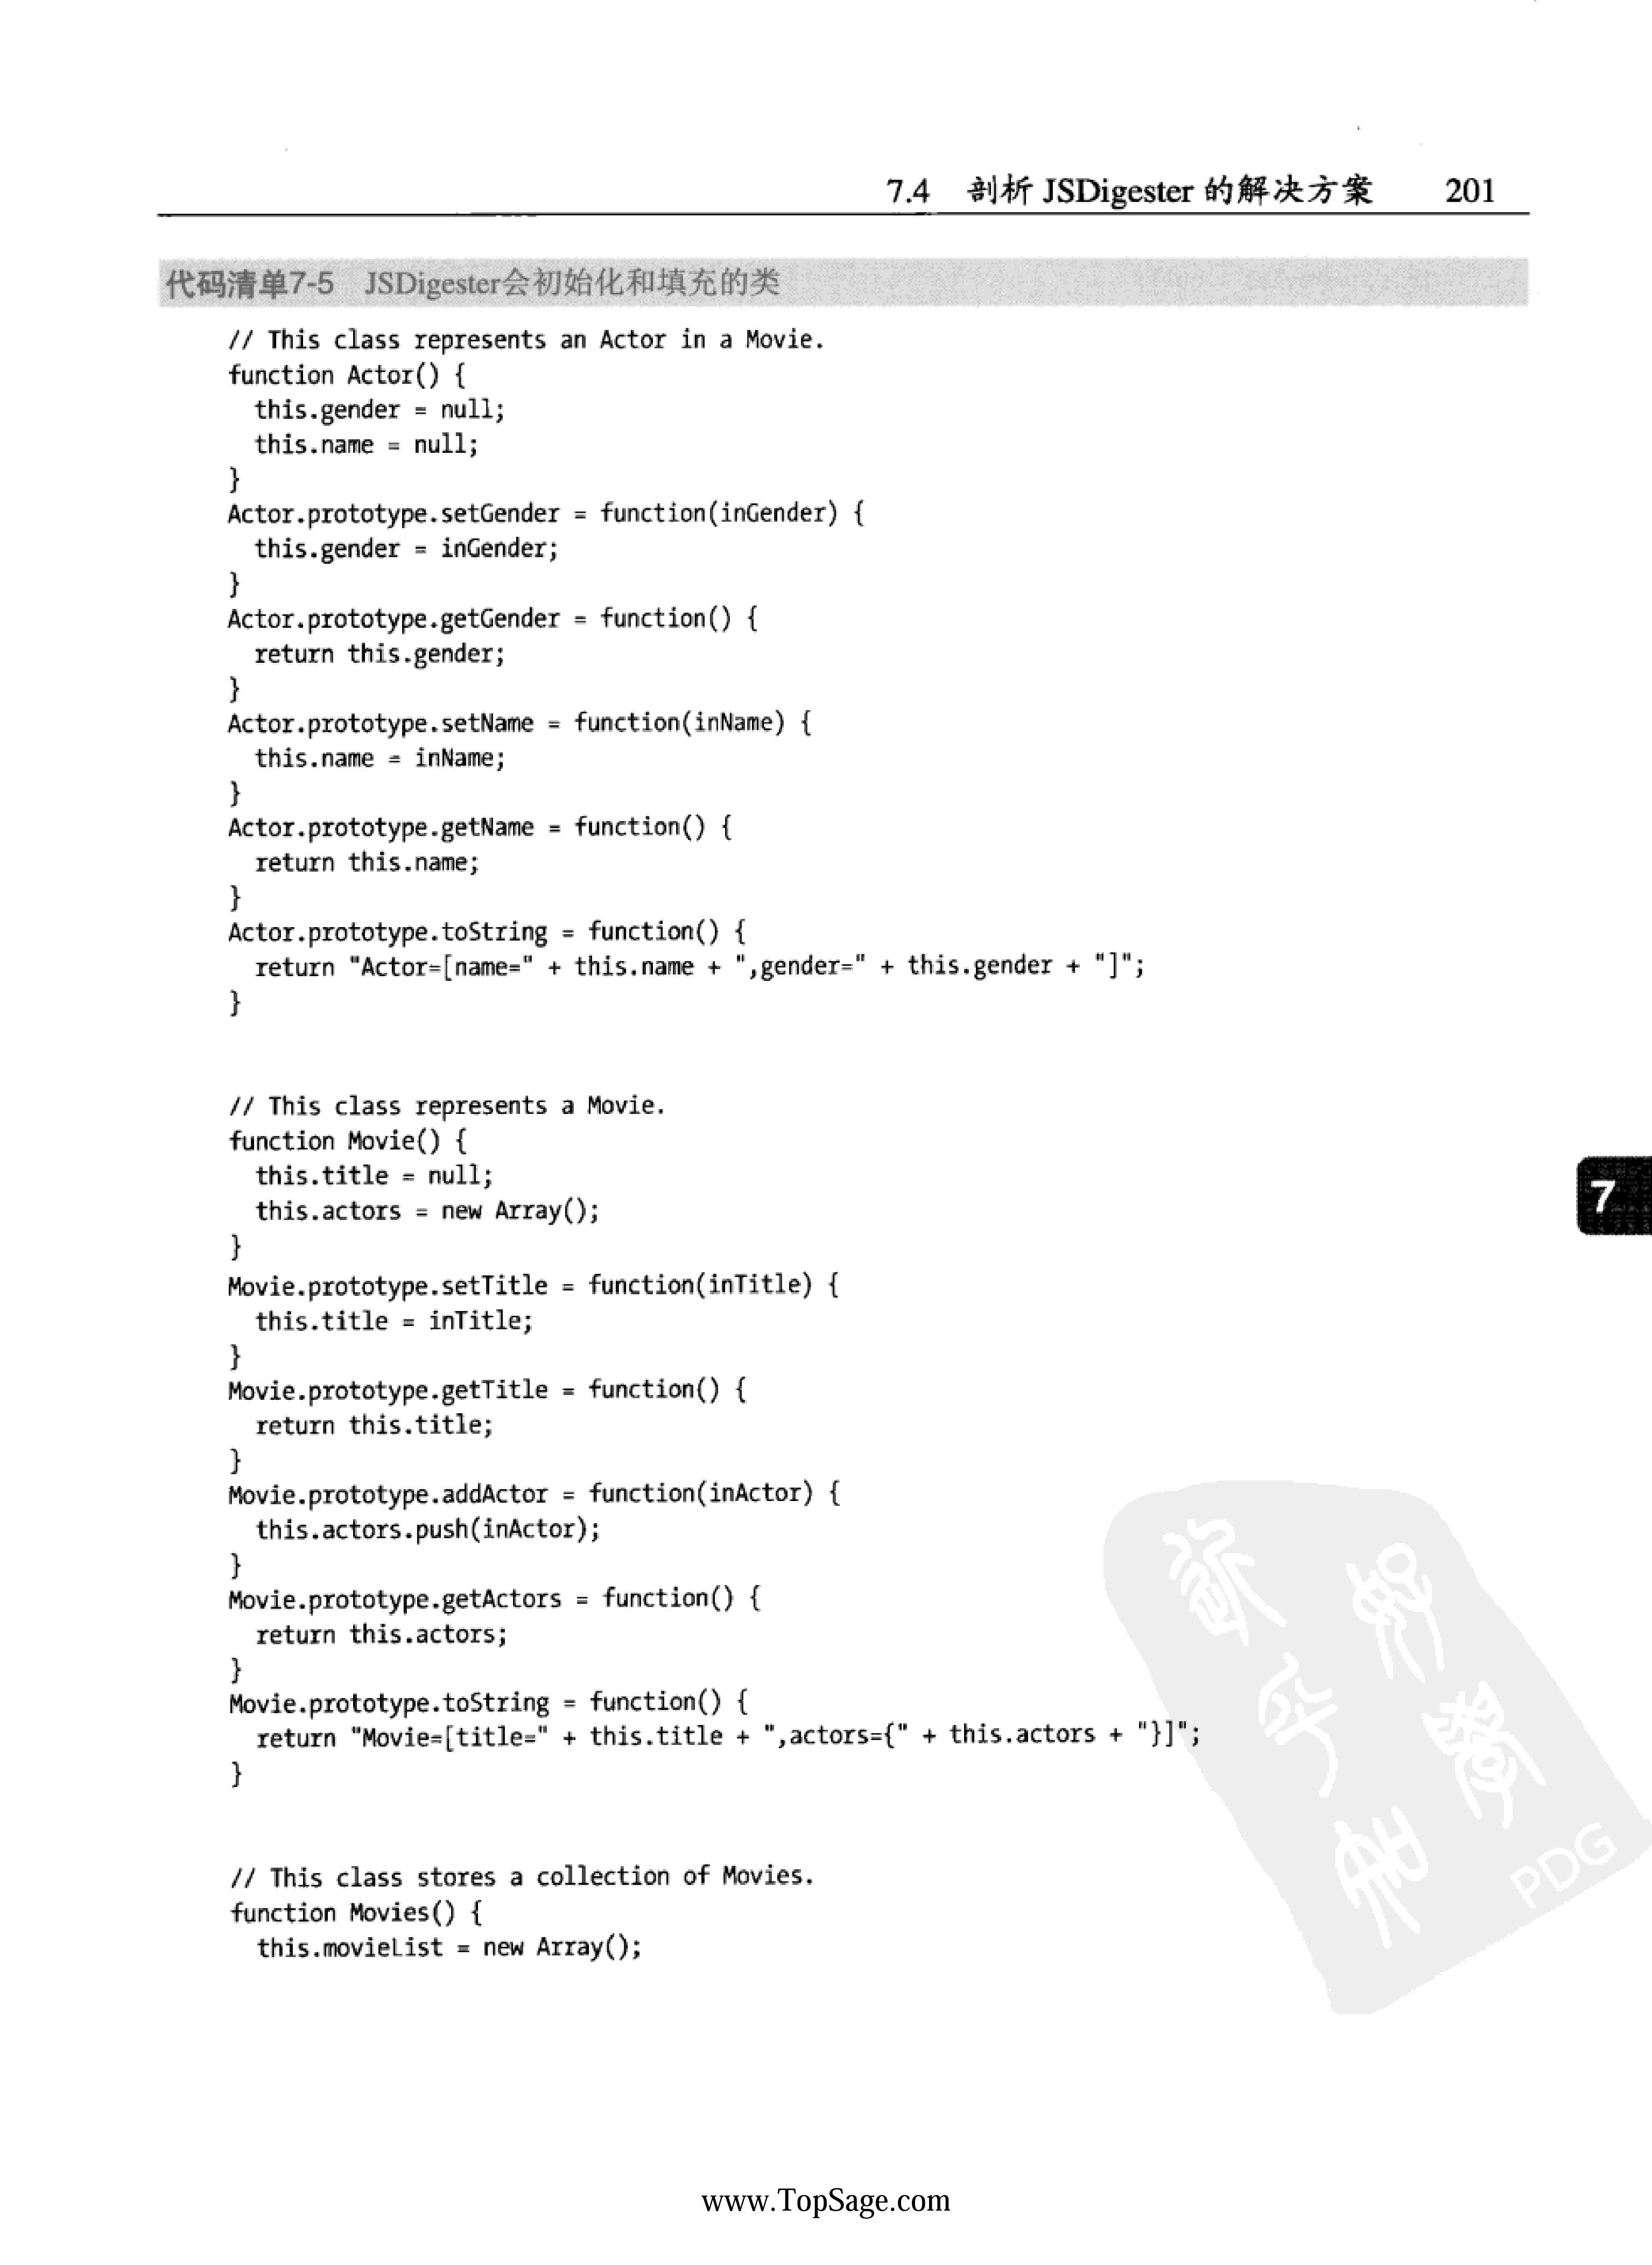 7.4 剖析 JSDigester 的解决方案 201
代码清单7-5 JSDigester会初始化和填充的类
// This class represents an Actor in a Movie.
function Actor() {
  this.gender = null;
  this.name = null;
}
Actor.prototype.setGender = function(inGender) {
  this.gender = inGender;
}
Actor.prototype.getGender = function() {
  return this.gender;
}
Actor.prototype.setName = function(inName) {
  this.name = inName;
}
Actor.prototype.getName = function() {
  return this.name;
}
Actor.prototype.toString = function() {
  return "Actor=[name=" + this.name + ",gender=" + this.gender + "]";
}
// This class represents a Movie.
function Movie() {
  this.title = null;
  this.actors = new Array();
}
7
Movie.prototype.setTitle = function(inTitle) {
  this.title = inTitle;
}
Movie.prototype.getTitle = function() {
  return this.title;
}
Movie.prototype.addActor = function(inActor) {
  this.actors.push(inActor);
}
Movie.prototype.getActors = function() {
  return this.actors;
}
Movie.prototype.toString = function() {
  return "Movie=[title=" + this.title + ",actors={" + this.actors + "}]";
}
// This class stores a collection of Movies.
function Movies() {
  this.movieList = new Array();
PDG
www.TopSage.com